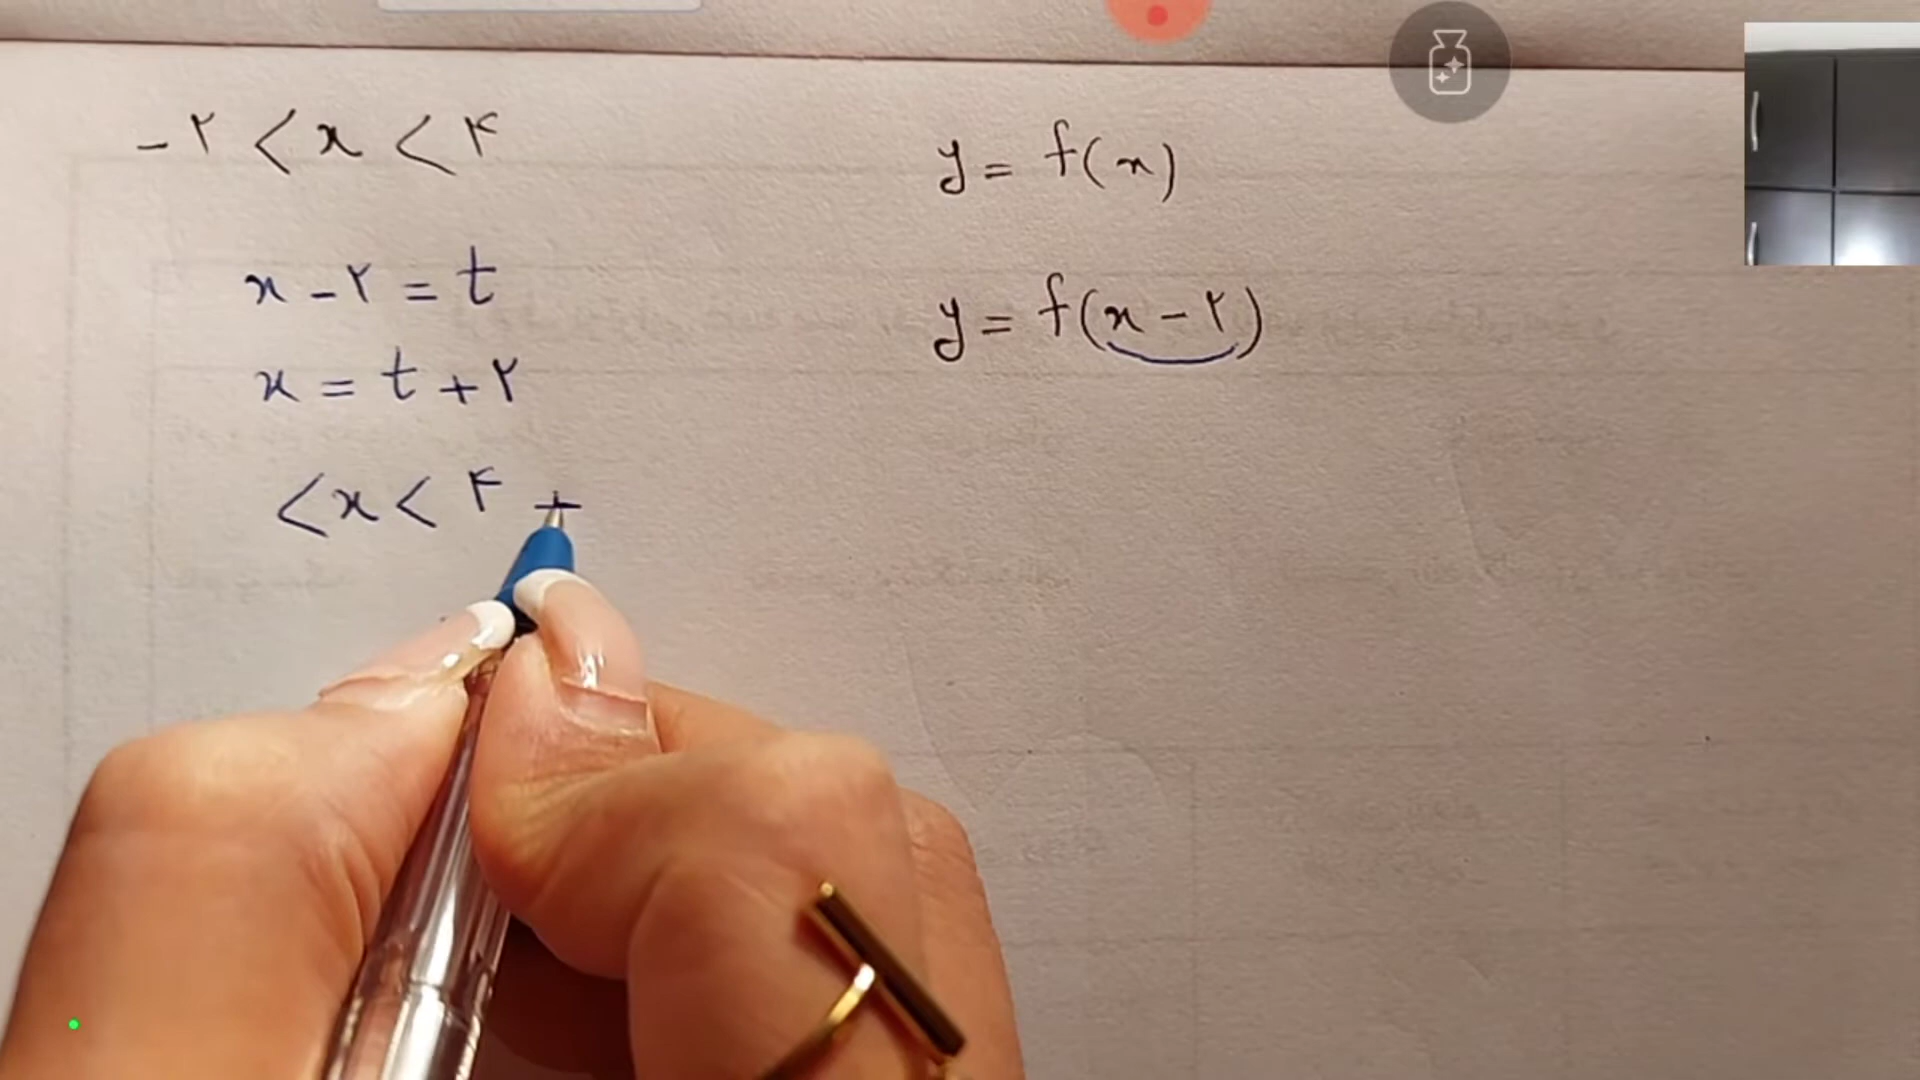 -۲ < x < ۴
x - ۲ = t
x = t + ۲
< x < ۴ +
y = f(x)
y = f(x - ۲)